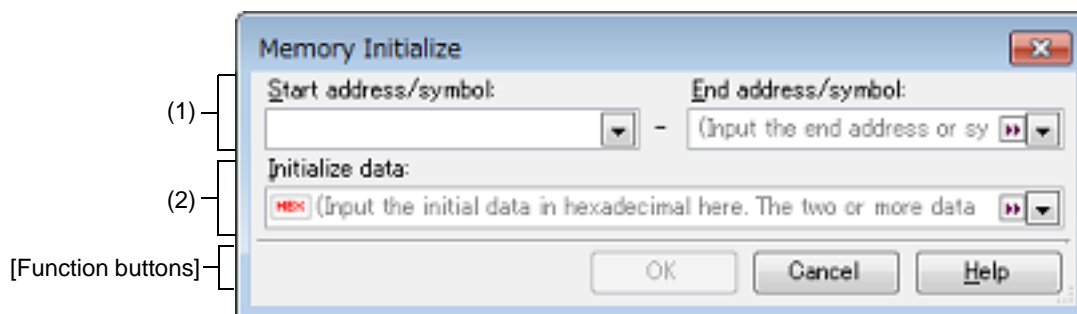 Memory Initialize
(1)
Start address/symbol:
End address/symbol:
-
(Input the end address or sy
(2)
Initialize data:
HEX (Input the initial data in hexadecimal here. The two or more data
[Function buttons]
OK
Cancel
Help